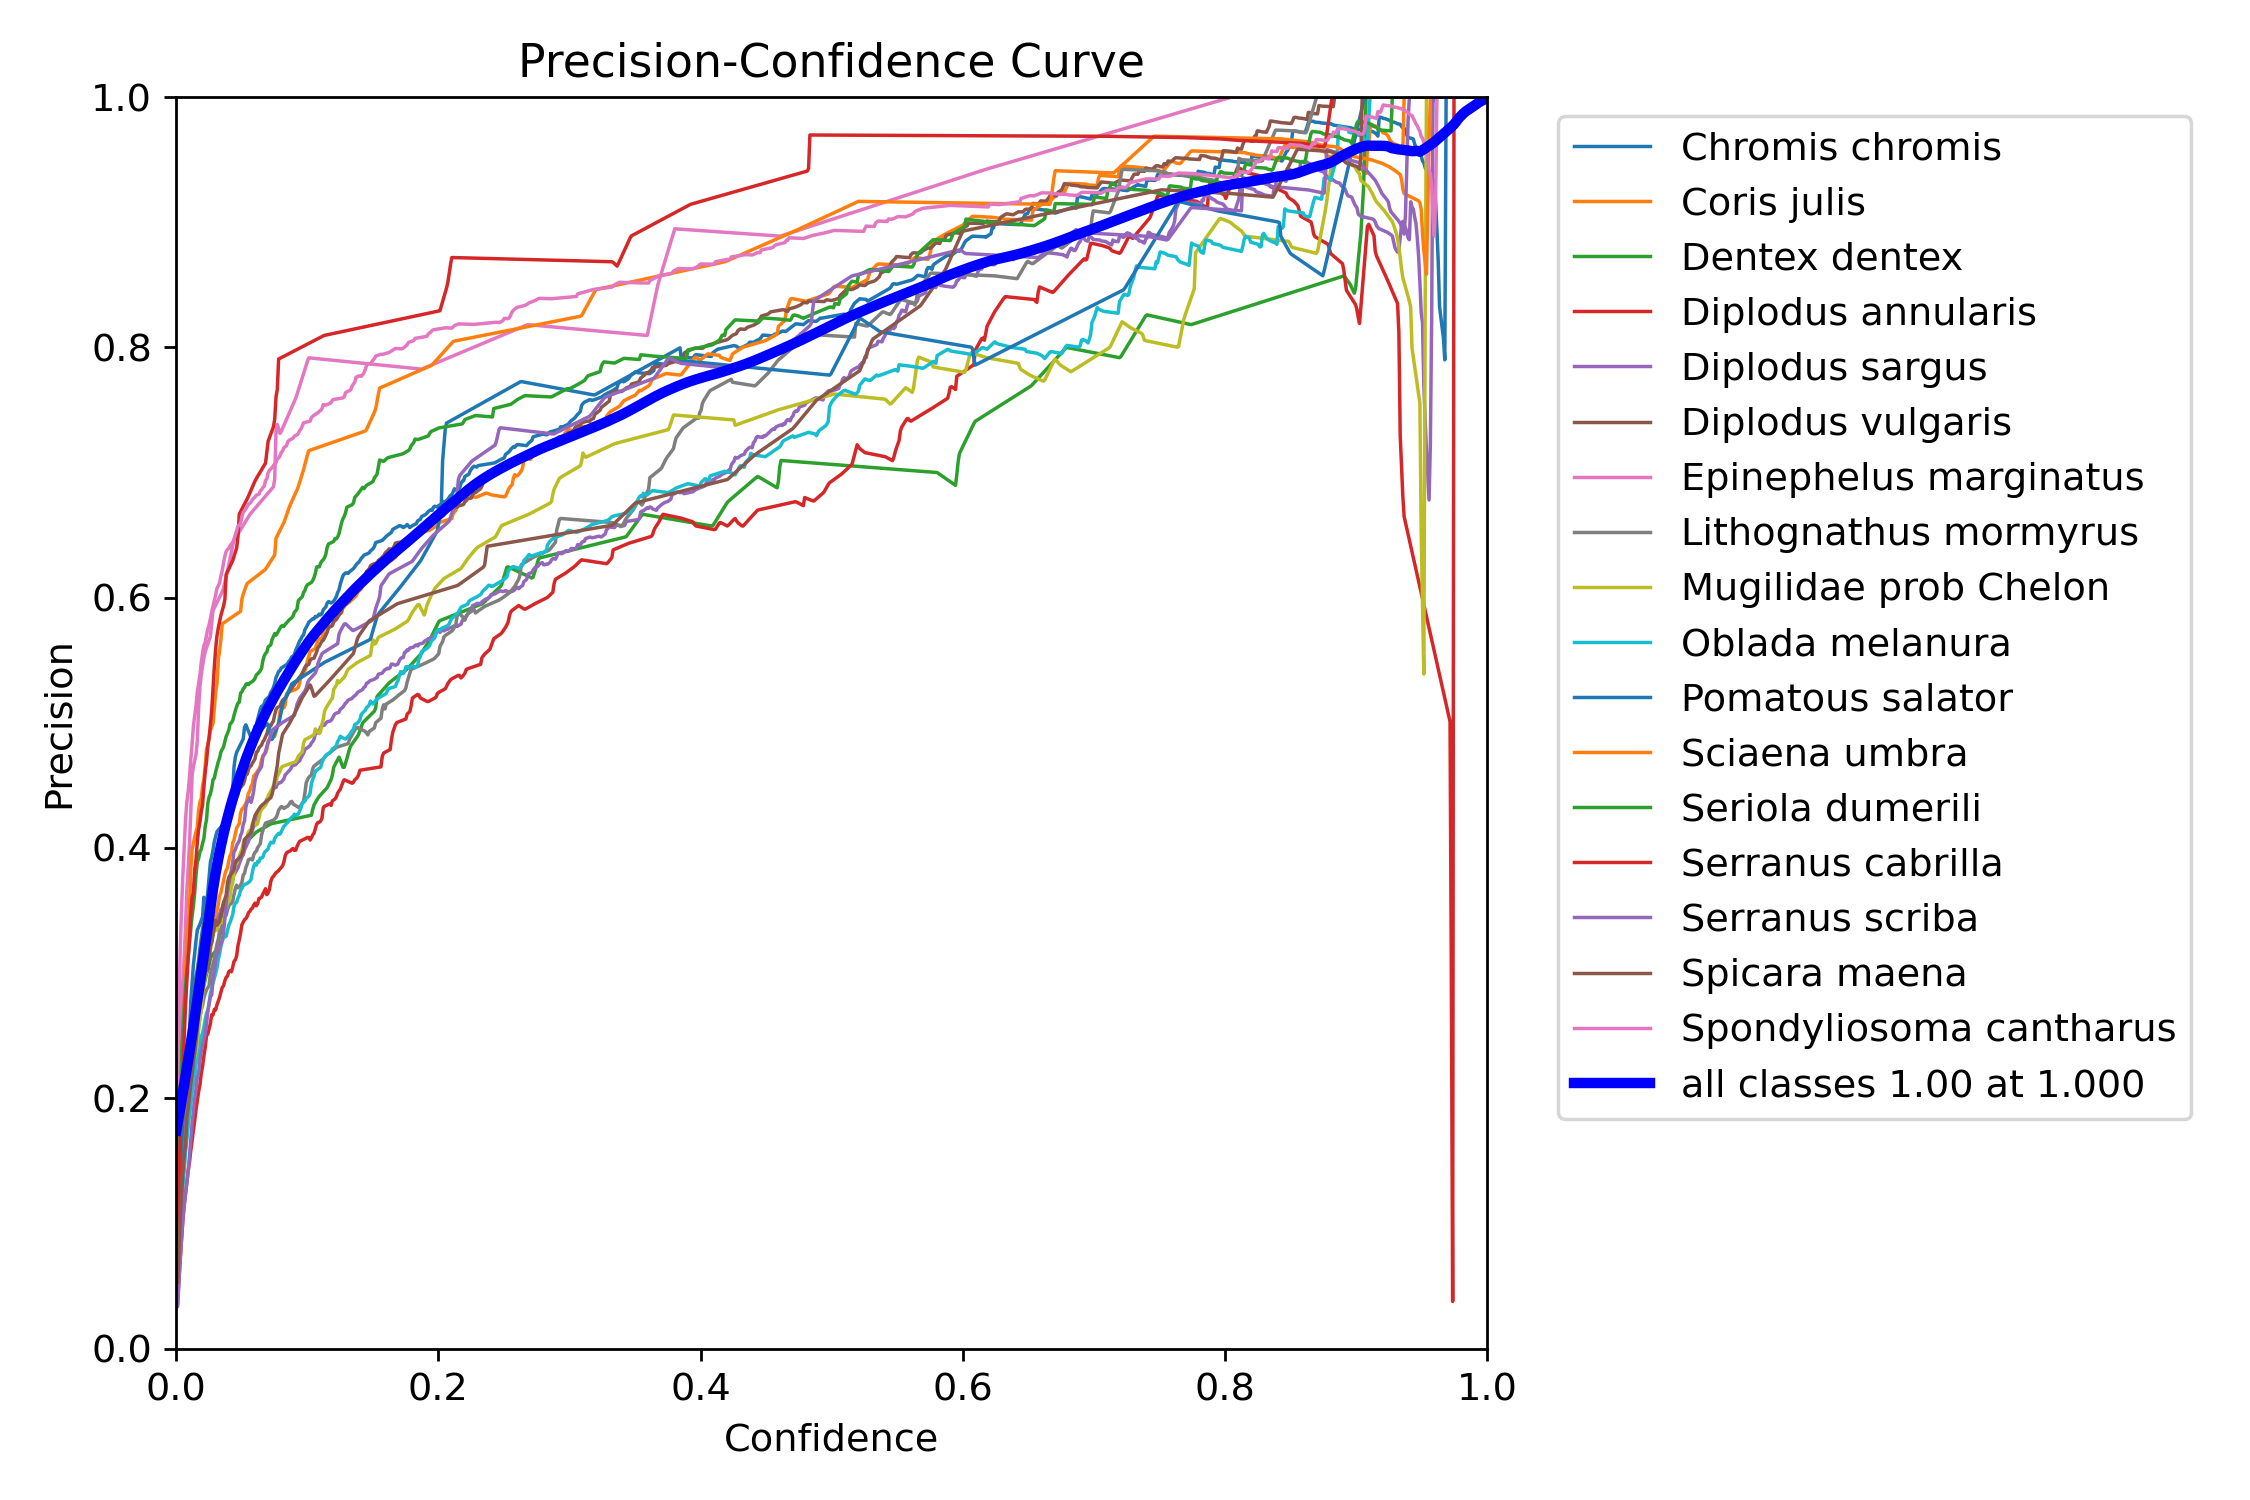 Precision-Confidence Curve
1.0
0.8
0.6
0.4
0.2
0.0
Precision
0.0 0.2 0.4 0.6 0.8 1.0
Confidence
Chromis chromis
Coris julis
Dentex dentex
Diplodus annularis
Diplodus sargus
Diplodus vulgaris
Epinephelus marginatus
Lithognathus mormyrus
Mugilidae prob Chelon
Oblada melanura
Pomatous salator
Sciaena umbra
Seriola dumerili
Serranus cabrilla
Serranus scriba
Spicara maena
Spondyliosoma cantharus
all classes 1.00 at 1.000